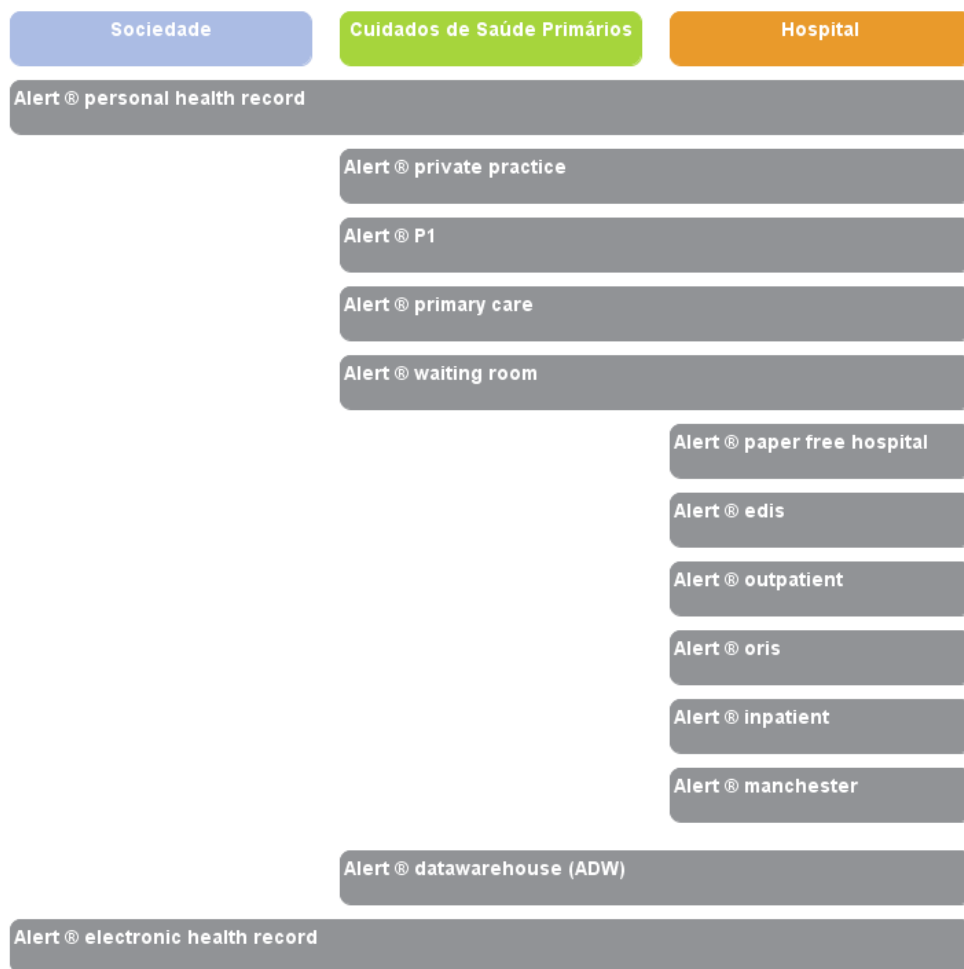 Sociedade
Cuidados de Saúde Primários
Hospital
Alert ® personal health record
Alert ® private practice
Alert ® P1
Alert ® primary care
Alert ® waiting room
Alert ® paper free hospital
Alert ® edis
Alert ® outpatient
Alert ® oris
Alert ® inpatient
Alert ® manchester
Alert ® datawarehouse (ADW)
Alert ® electronic health record